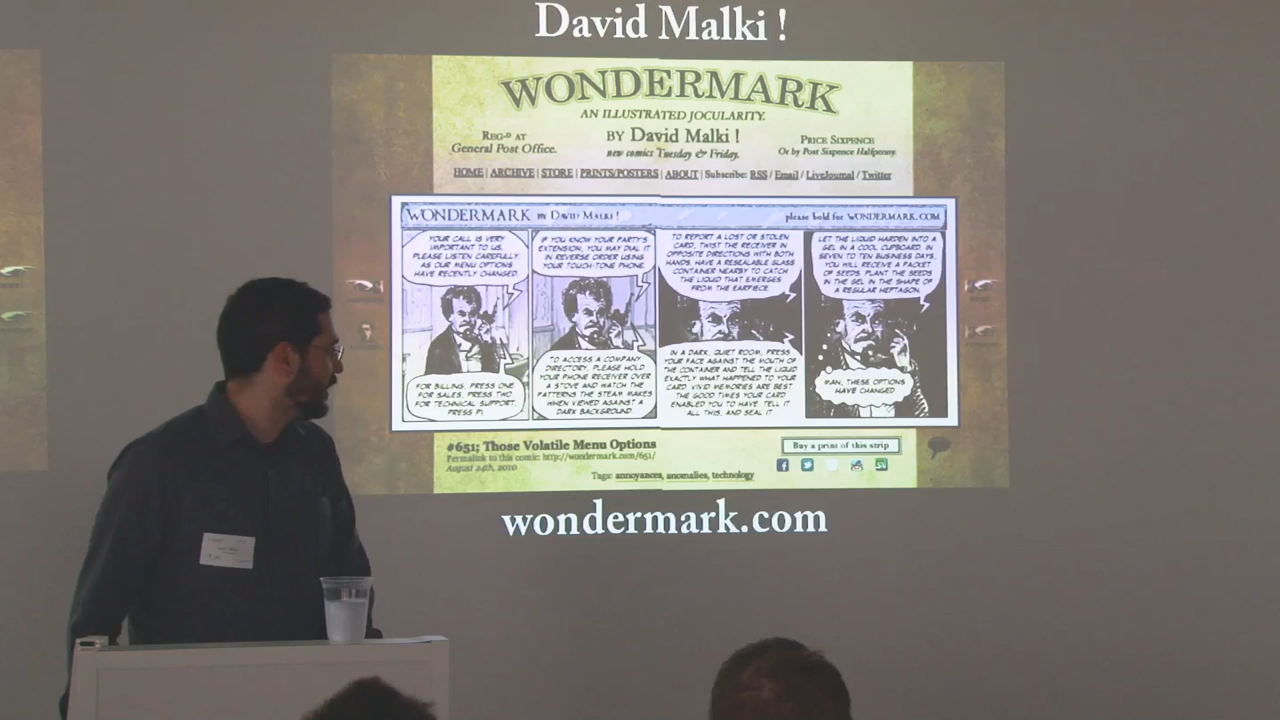 David Malki !
WONDERMARK
AN ILLUSTRATED JOCULARITY.
REG-D AT
General Post Office.
BY David Malki !
new comics Tuesday & Friday.
PRICE SIXPENCE
Or by Post Sixpence Halfpenny.
HOME | ARCHIVE | STORE | PRINTS/POSTERS | ABOUT | Subscribe: RSS / Email / LiveJournal / Twitter
WONDERMARK BY DAVID MALKI !
please hold for WONDERMARK.COM
YOUR CALL IS VERY
IMPORTANT TO US.
PLEASE LISTEN CAREFULLY,
AS OUR MENU OPTIONS
HAVE RECENTLY CHANGED.
FOR BILLING, PRESS ONE.
FOR SALES, PRESS TWO.
FOR TECHNICAL SUPPORT,
PRESS PI.
IF YOU KNOW YOUR PARTY'S
EXTENSION, YOU MAY DIAL IT
IN REVERSE ORDER USING
YOUR TOUCH-TONE PHONE.
TO ACCESS A COMPANY
DIRECTORY, PLEASE HOLD
YOUR PHONE RECEIVER OVER
A STOVE AND WATCH THE
PATTERNS THE STEAM MAKES
WHEN VIEWED AGAINST A
DARK BACKGROUND.
TO REPORT A LOST OR STOLEN
CARD, TWIST THE RECEIVER IN
OPPOSITE DIRECTIONS WITH BOTH
HANDS. HAVE A RESEALABLE GLASS
CONTAINER NEARBY TO CATCH
THE LIQUID THAT EMERGES
FROM THE EARPIECE.
IN A DARK, QUIET ROOM, PRESS
YOUR FACE AGAINST THE MOUTH OF
THE CONTAINER AND TELL THE LIQUID
EXACTLY WHAT HAPPENED TO YOUR
CARD. VIVID MEMORIES ARE BEST.
THE GOOD TIMES YOUR CARD
ENABLED YOU TO HAVE. TELL IT
ALL THIS, AND SEAL IT.
LET THE LIQUID HARDEN INTO A
GEL IN A COOL CUPBOARD. IN
SEVEN TO TEN BUSINESS DAYS,
YOU WILL RECEIVE A PACKET
OF SEEDS. PLANT THE SEEDS
IN THE GEL IN THE SHAPE OF
A REGULAR HEPTAGON.
MAN, THESE OPTIONS
HAVE CHANGED.
#651; Those Volatile Menu Options
Permalink to this comic: http://wondermark.com/651/
August 24th, 2010
Buy a print of this strip
Tags: annoyances, anomalies, technology
wondermark.com